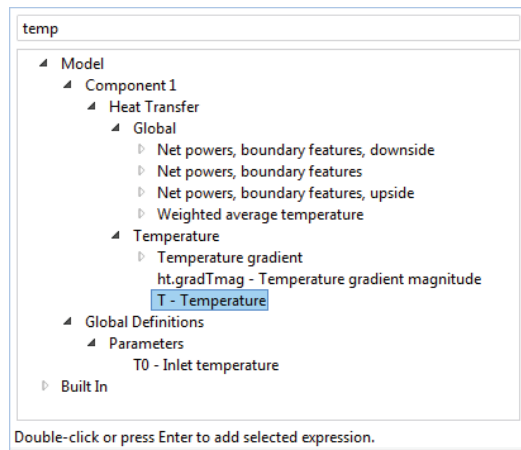 temp
Model
Component 1
Heat Transfer
Global
Net powers, boundary features, downside
Net powers, boundary features
Net powers, boundary features, upside
Weighted average temperature
Temperature
Temperature gradient
ht.gradTmag - Temperature gradient magnitude
T - Temperature
Global Definitions
Parameters
T0 - Inlet temperature
Built In
Double-click or press Enter to add selected expression.